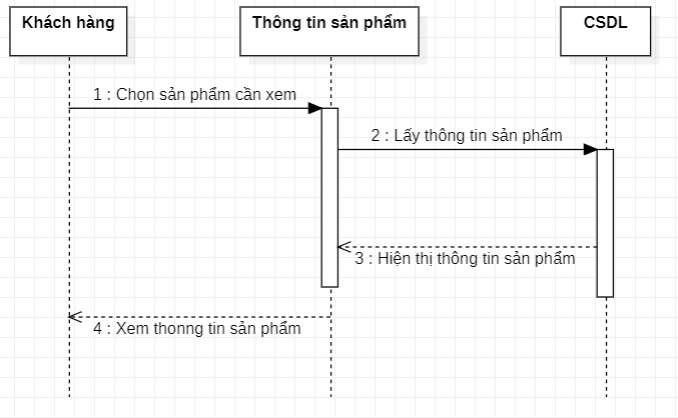 Khách hàng
Thông tin sản phẩm
CSDL
1 : Chọn sản phẩm cần xem
2 : Lấy thông tin sản phẩm
3 : Hiện thị thông tin sản phẩm
4 : Xem thonng tin sản phẩm